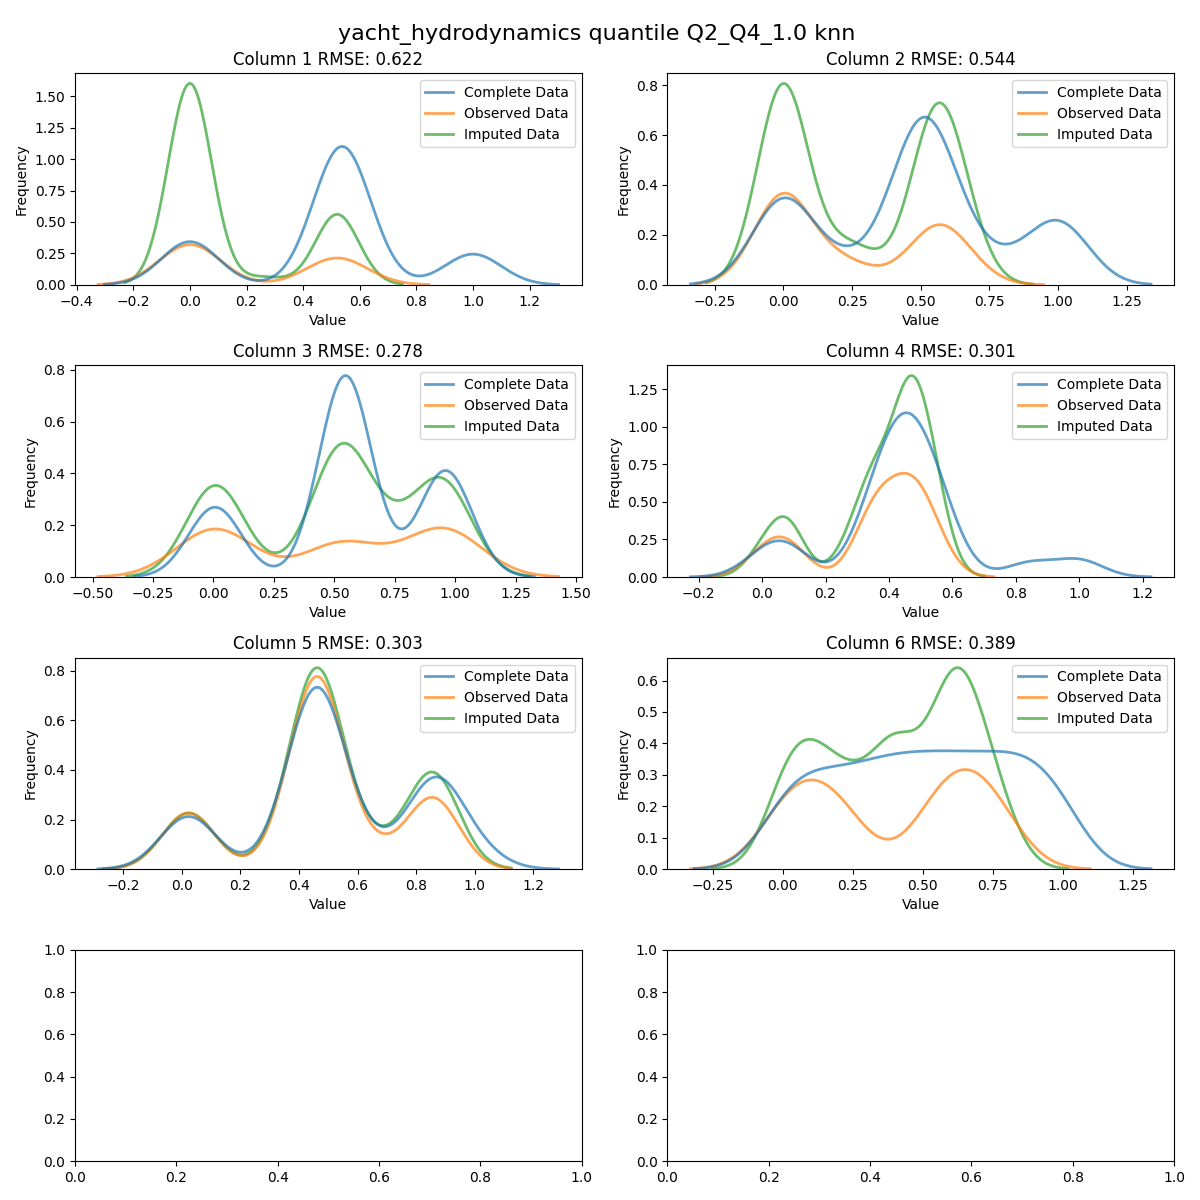 yacht_hydrodynamics quantile Q2_Q4_1.0 knn
Column 1 RMSE: 0.622
Frequency
1.50
1.25
1.00
0.75
0.50
0.25
0.00
Complete Data
Observed Data
Imputed Data
−0.4 −0.2 0.0 0.2 0.4 0.6 0.8 1.0 1.2
Value
Column 2 RMSE: 0.544
Frequency
0.8
0.6
0.4
0.2
0.0
Complete Data
Observed Data
Imputed Data
−0.25 0.00 0.25 0.50 0.75 1.00 1.25
Value
Column 3 RMSE: 0.278
Frequency
0.8
0.6
0.4
0.2
0.0
Complete Data
Observed Data
Imputed Data
−0.50 −0.25 0.00 0.25 0.50 0.75 1.00 1.25 1.50
Value
Column 4 RMSE: 0.301
Frequency
1.25
1.00
0.75
0.50
0.25
0.00
Complete Data
Observed Data
Imputed Data
−0.2 0.0 0.2 0.4 0.6 0.8 1.0 1.2
Value
Column 5 RMSE: 0.303
Frequency
0.8
0.6
0.4
0.2
0.0
Complete Data
Observed Data
Imputed Data
−0.2 0.0 0.2 0.4 0.6 0.8 1.0 1.2
Value
Column 6 RMSE: 0.389
Frequency
0.6
0.5
0.4
0.3
0.2
0.1
0.0
Complete Data
Observed Data
Imputed Data
−0.25 0.00 0.25 0.50 0.75 1.00 1.25
Value
1.0
0.8
0.6
0.4
0.2
0.0
0.0 0.2 0.4 0.6 0.8 1.0
1.0
0.8
0.6
0.4
0.2
0.0
0.0 0.2 0.4 0.6 0.8 1.0